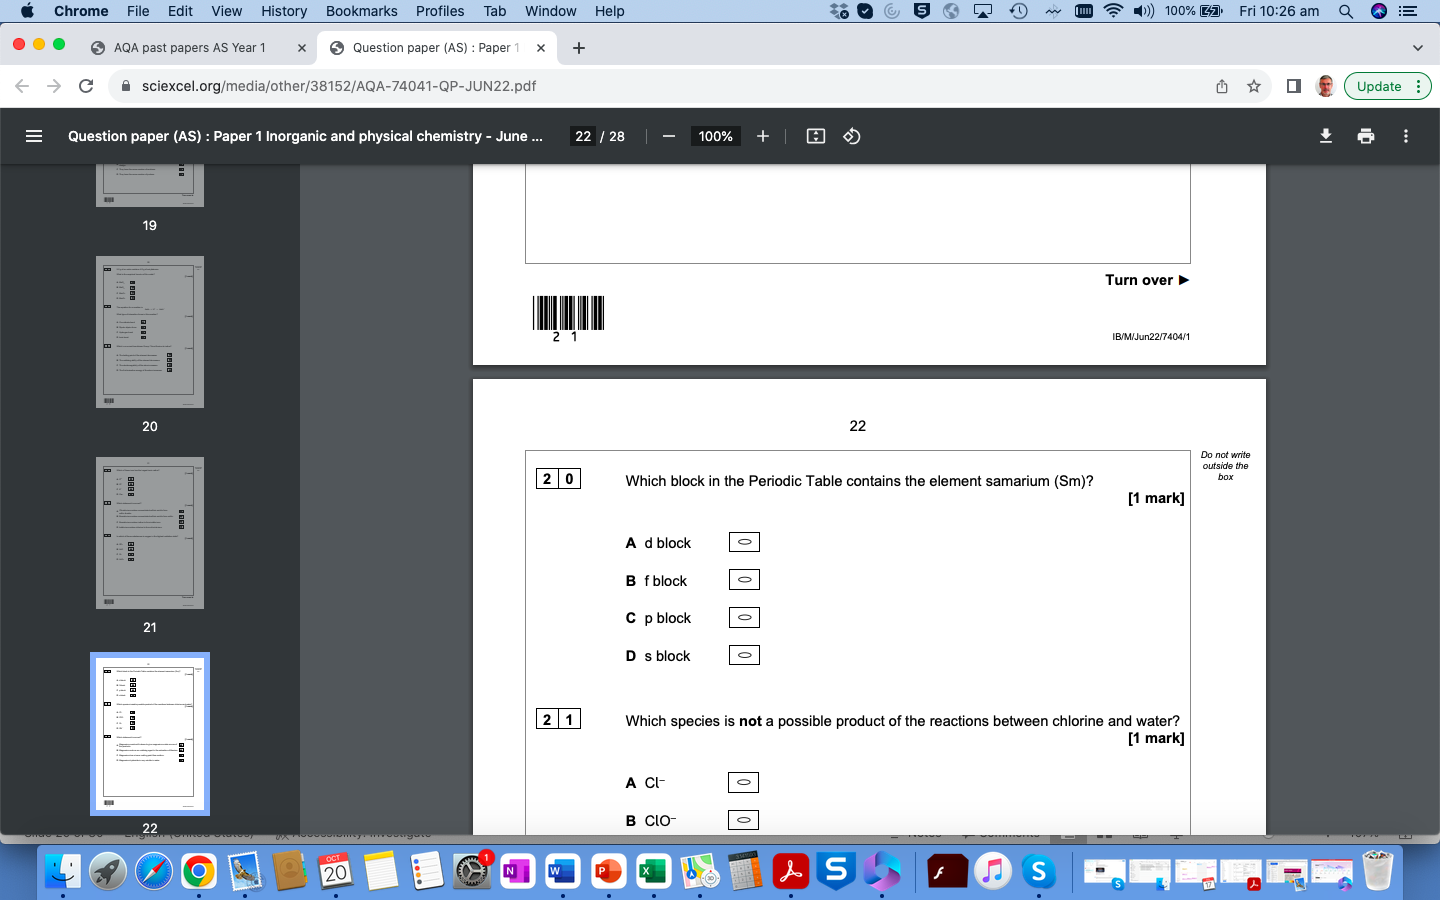 Chrome File Edit View History Bookmarks Profiles Tab Window Help
100% Fri 10:26 am
AQA past papers AS Year 1
Question paper (AS) : Paper 1
sciexcel.org/media/other/38152/AQA-74041-QP-JUN22.pdf
Update
Question paper (AS) : Paper 1 Inorganic and physical chemistry - June ...
22 / 28
100%
19
20
21
22
Turn over ►
2 1
IB/M/Jun22/7404/1
22
Do not write
outside the
box
2 0 Which block in the Periodic Table contains the element samarium (Sm)?
[1 mark]
A d block
B f block
C p block
D s block
2 1 Which species is not a possible product of the reactions between chlorine and water?
[1 mark]
A Cl–
B ClO–
OCT
20
1